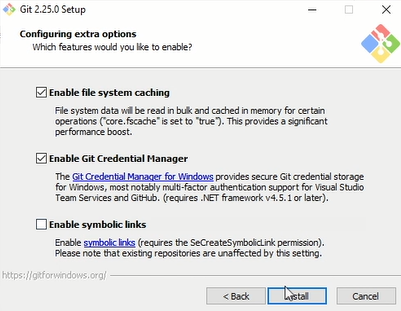 Git 2.25.0 Setup
Configuring extra options
Which features would you like to enable?
Enable file system caching
File system data will be read in bulk and cached in memory for certain
operations ("core.fscache" is set to "true"). This provides a significant
performance boost.
Enable Git Credential Manager
The Git Credential Manager for Windows provides secure Git credential storage
for Windows, most notably multi-factor authentication support for Visual Studio
Team Services and GitHub. (requires .NET framework v4.5.1 or later).
Enable symbolic links
Enable symbolic links (requires the SeCreateSymbolicLink permission).
Please note that existing repositories are unaffected by this setting.
https://gitforwindows.org/
< Back Install Cancel